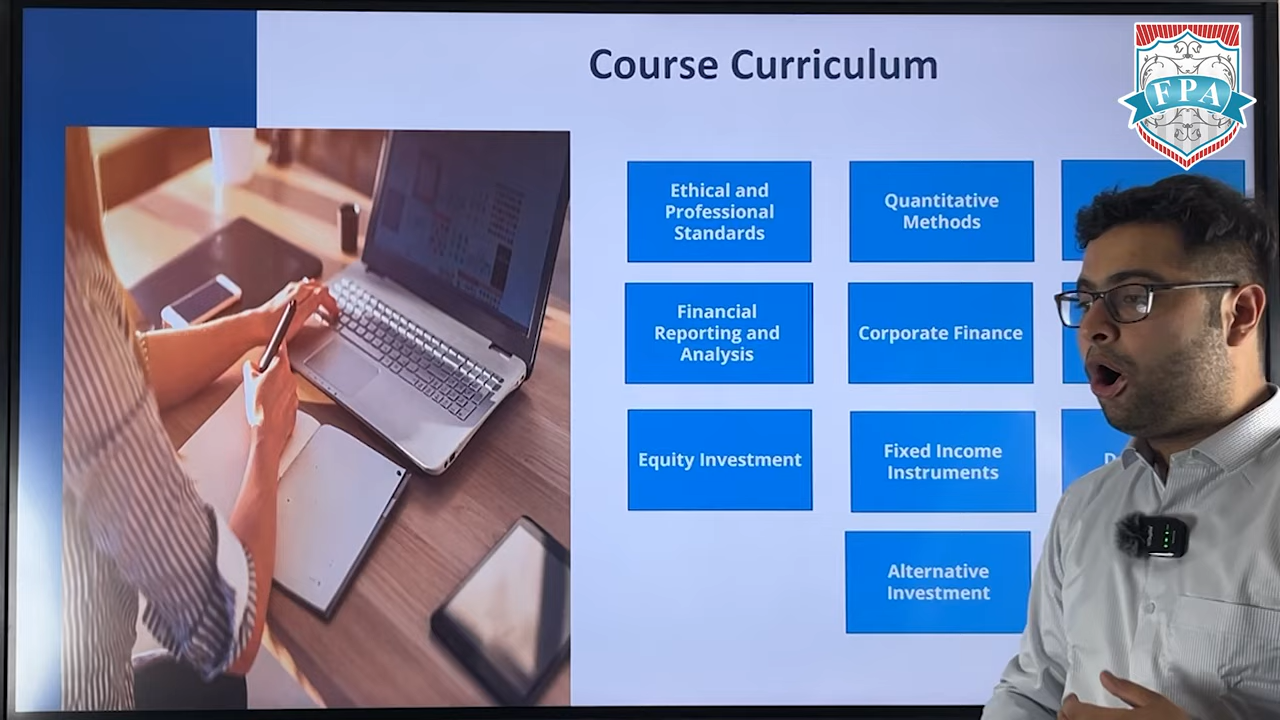 Course Curriculum
FPA
Ethical and
Professional
Standards
Quantitative
Methods
Financial
Reporting and
Analysis
Corporate Finance
Equity Investment
Fixed Income
Instruments
Alternative
Investment